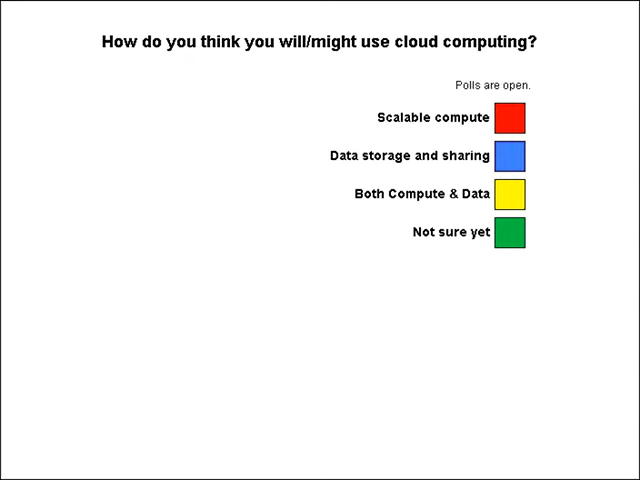 How do you think you will/might use cloud computing?
Polls are open.
Scalable compute
Data storage and sharing
Both Compute & Data
Not sure yet